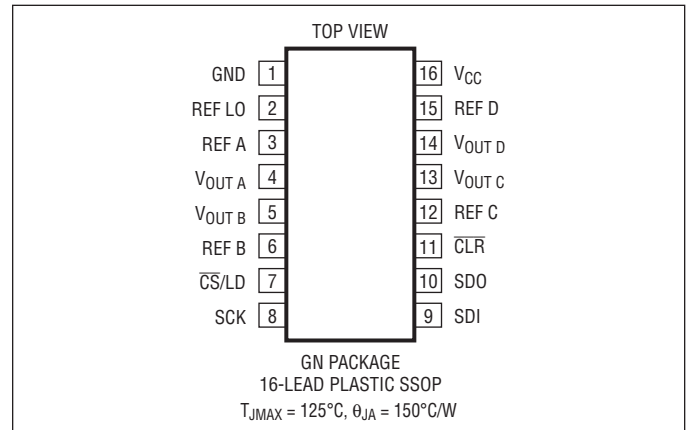 TOP VIEW
GND 1
REF LO 2
REF A 3
VOUT A 4
VOUT B 5
REF B 6
CS/LD 7
SCK 8
16 VCC
15 REF D
14 VOUT D
13 VOUT C
12 REF C
11 CLR
10 SDO
9 SDI
GN PACKAGE
16-LEAD PLASTIC SSOP
TJMAX = 125°C, θJA = 150°C/W